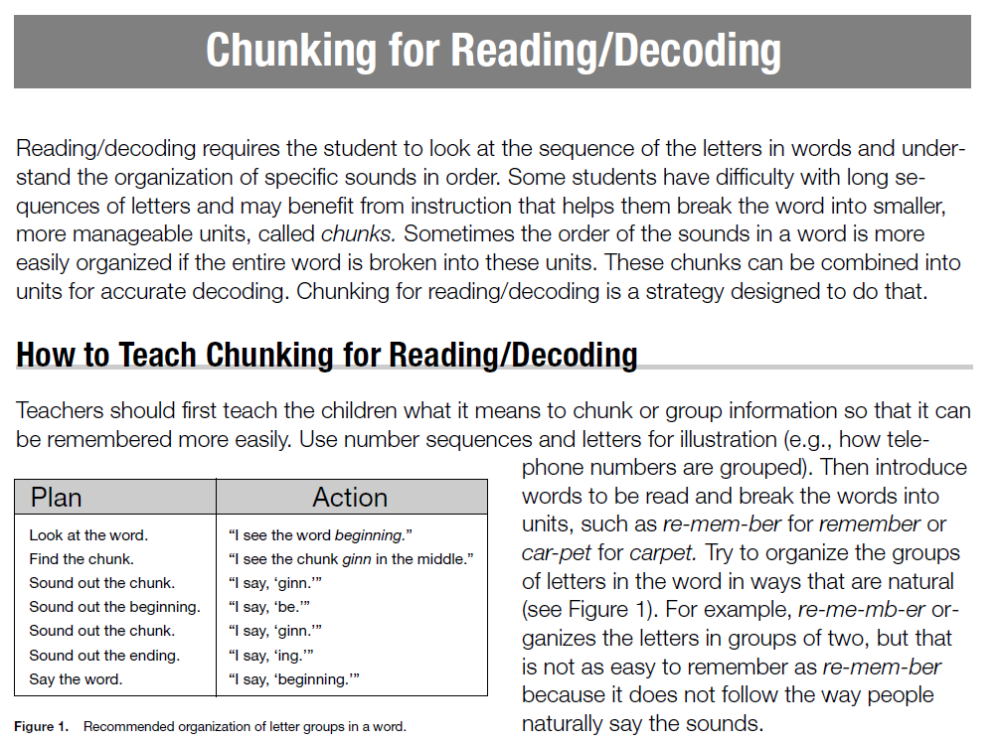 Chunking for Reading/Decoding
Reading/decoding requires the student to look at the sequence of the letters in words and under-
stand the organization of specific sounds in order. Some students have difficulty with long se-
quences of letters and may benefit from instruction that helps them break the word into smaller,
more manageable units, called chunks. Sometimes the order of the sounds in a word is more
easily organized if the entire word is broken into these units. These chunks can be combined into
units for accurate decoding. Chunking for reading/decoding is a strategy designed to do that.
How to Teach Chunking for Reading/Decoding
Teachers should first teach the children what it means to chunk or group information so that it can
be remembered more easily. Use number sequences and letters for illustration (e.g., how tele-
phone numbers are grouped). Then introduce
words to be read and break the words into
units, such as re-mem-ber for remember or
car-pet for carpet. Try to organize the groups
of letters in the word in ways that are natural
(see Figure 1). For example, re-me-mb-er or-
ganizes the letters in groups of two, but that
is not as easy to remember as re-mem-ber
because it does not follow the way people
naturally say the sounds.
Plan Action
Look at the word. “I see the word beginning.”
Find the chunk. “I see the chunk ginn in the middle.”
Sound out the chunk. “I say, ‘ginn.’”
Sound out the beginning. “I say, ‘be.’”
Sound out the chunk. “I say, ‘ginn.’”
Sound out the ending. “I say, ‘ing.’”
Say the word. “I say, ‘beginning.’”
Figure 1. Recommended organization of letter groups in a word.